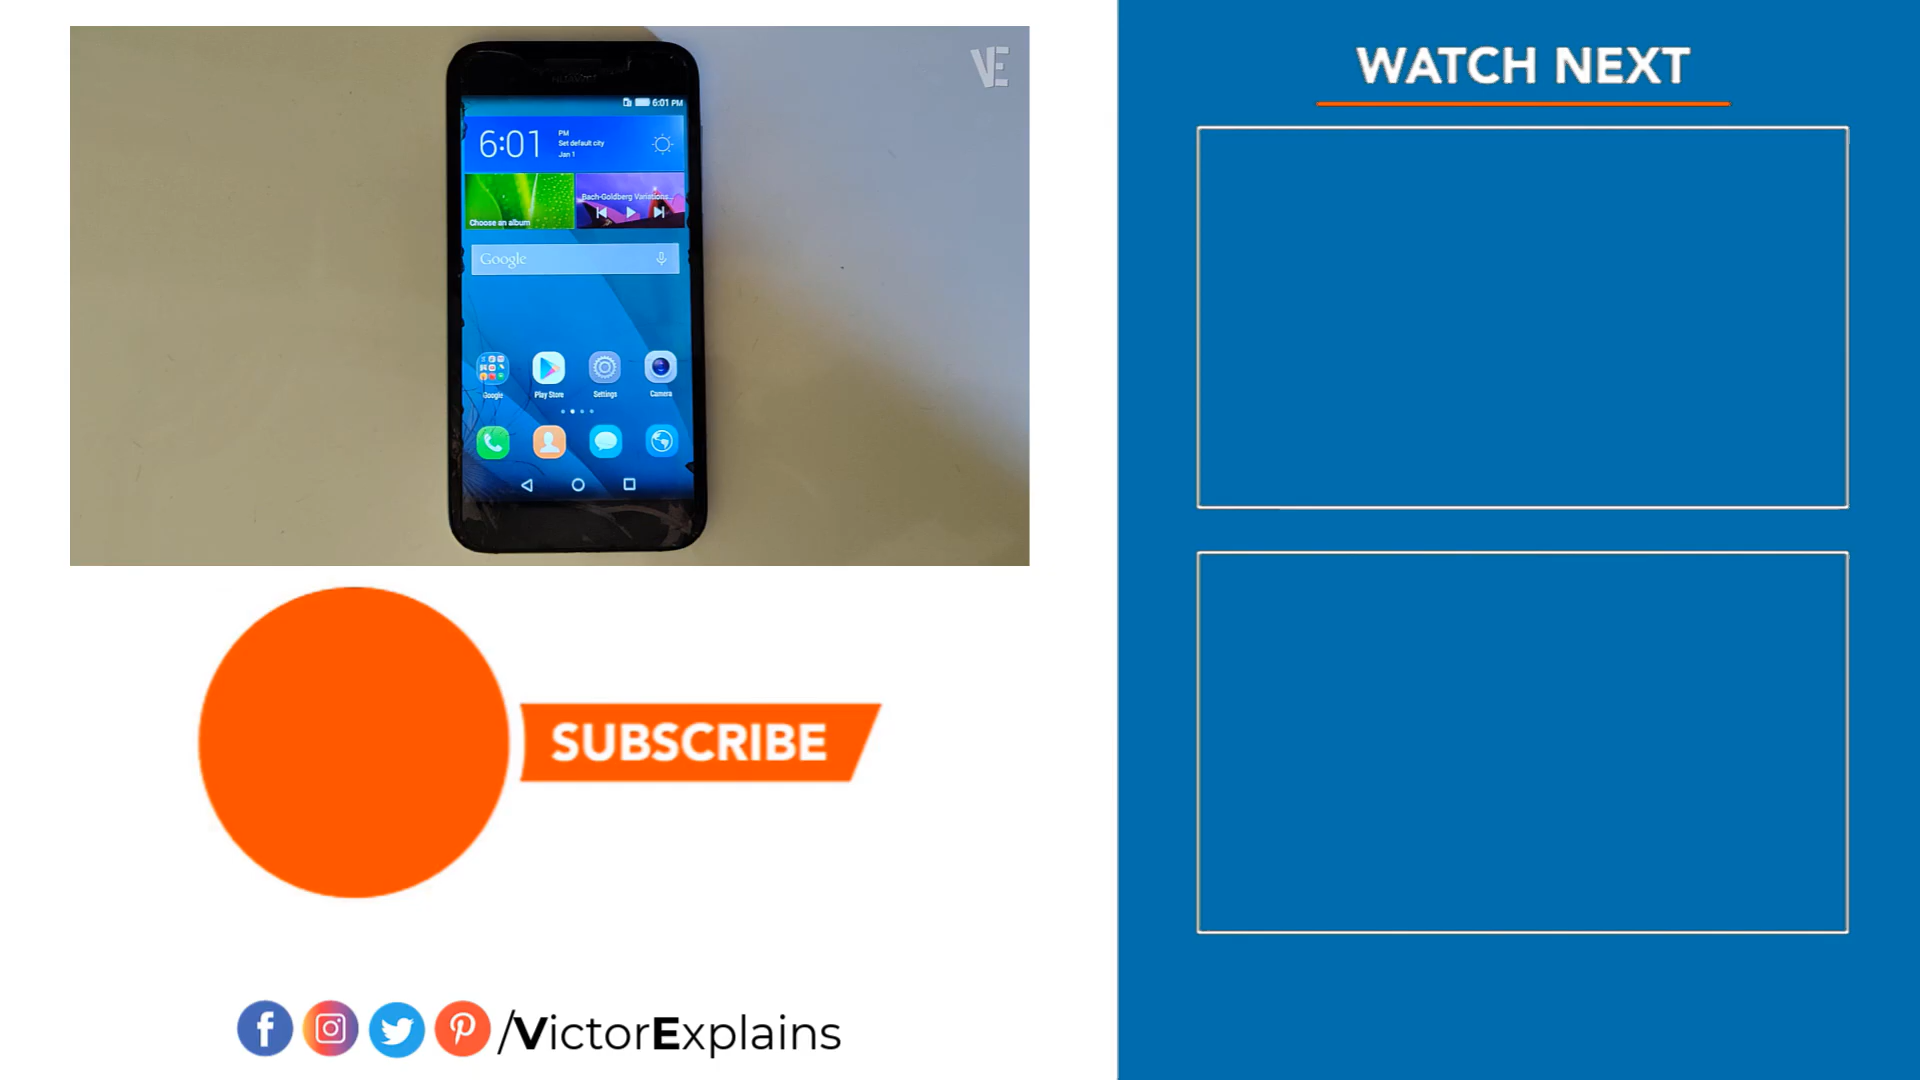 VE
6:01 PM
6:01
PM
Set default city
Jan 1
Choose an album
Bach-Goldberg Variations...
Google
Google
Play Store
Settings
Camera
WATCH NEXT
SUBSCRIBE
/VictorExplains